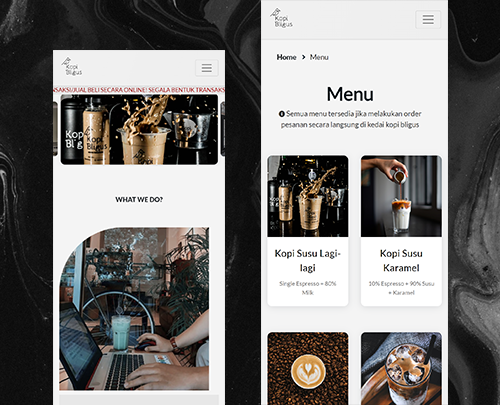 Kopi
Bligus
NSAKSI/JUAL BELI SECARA ONLINE! SEGALA BENTUK TRANSAKS
Kopi
Bligus
WHAT WE DO?
Kopi
Bligus
Home > Menu
Menu
Semua menu tersedia jika melakukan order
pesanan secara langsung di kedai kopi bligus
Kopi Susu Lagi-
lagi
Single Espresso + 80%
Milk
Kopi Susu
Karamel
10% Espresso + 90% Susu
+ Karamel